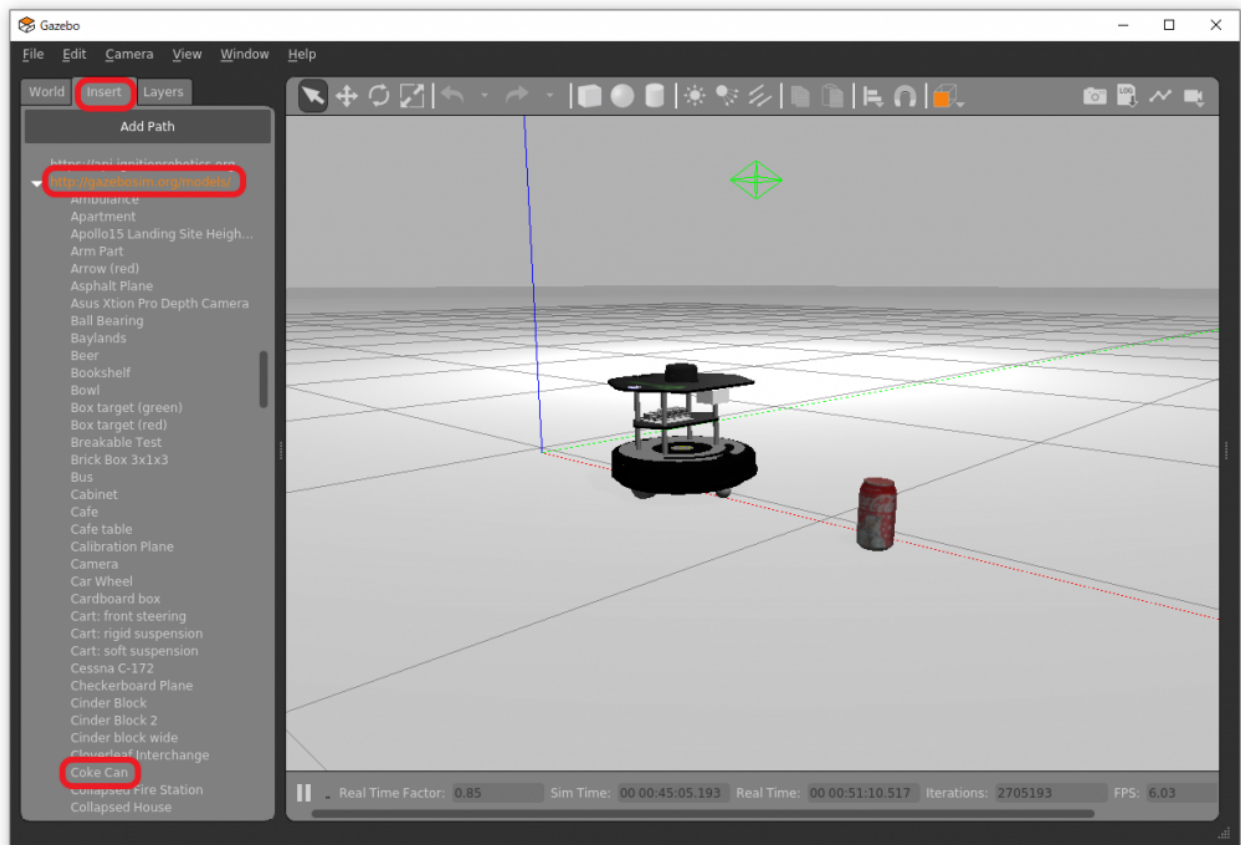 Gazebo
File Edit Camera View Window Help
World Insert Layers
Add Path
https://api.ignitionrobotics.org
http://gazebosim.org/models/
Ambulance
Apartment
Apollo15 Landing Site Heigh...
Arm Part
Arrow (red)
Asphalt Plane
Asus Xtion Pro Depth Camera
Ball Bearing
Baylands
Beer
Bookshelf
Bowl
Box target (green)
Box target (red)
Breakable Test
Brick Box 3x1x3
Bus
Cabinet
Cafe
Cafe table
Calibration Plane
Camera
Car Wheel
Cardboard box
Cart: front steering
Cart: rigid suspension
Cart: soft suspension
Cessna C-172
Checkerboard Plane
Cinder Block
Cinder Block 2
Cinder block wide
Cloverleaf Interchange
Coke Can
Collapsed Fire Station
Collapsed House
LOG
Real Time Factor: 0.85 Sim Time: 00 00:45:05.193 Real Time: 00 00:51:10.517 Iterations: 2705193 FPS: 6.03